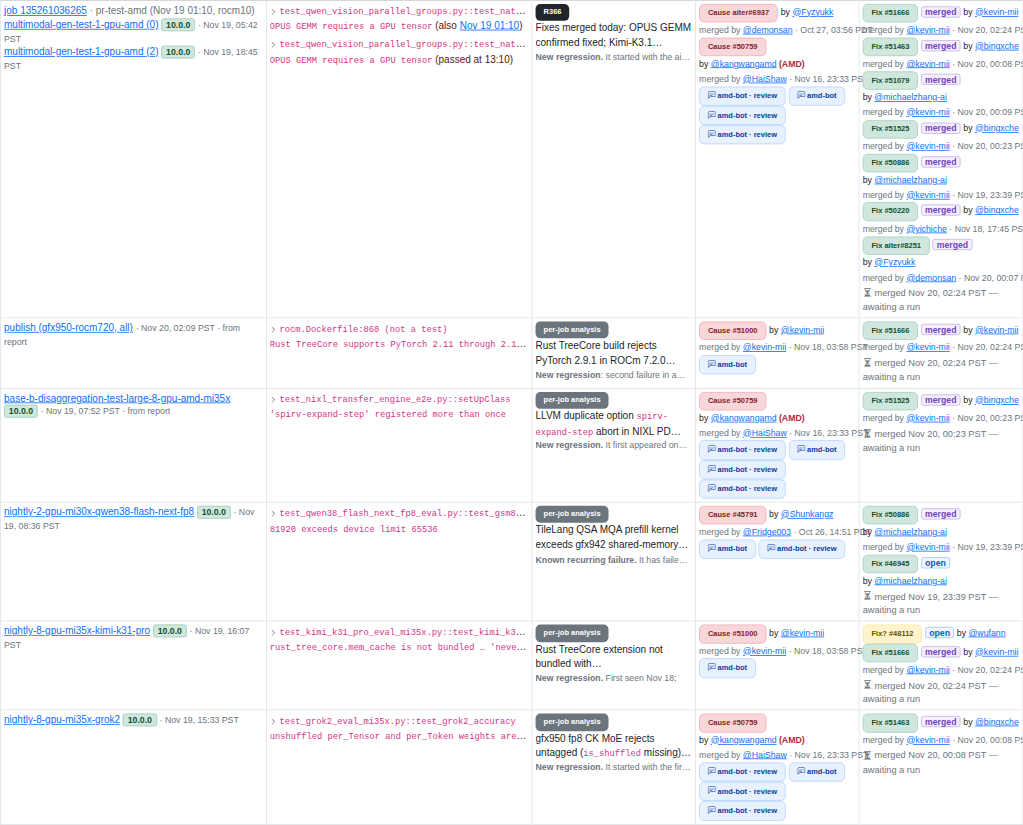 job 135261036265 · pr-test-amd (Nov 19 01:10, rocm10)
multimodal-gen-test-1-gpu-amd (0) 10.0.0 · Nov 19, 05:42
PST
multimodal-gen-test-1-gpu-amd (2) 10.0.0 · Nov 19, 18:45
PST
test_qwen_vision_parallel_groups.py::test_nat…
OPUS GEMM requires a GPU tensor (also Nov 19 01:10)
test_qwen_vision_parallel_groups.py::test_nat…
OPUS GEMM requires a GPU tensor (passed at 13:10)
R366
Fixes merged today: OPUS GEMM
confirmed fixed; Kimi-K3.1…
New regression. It started with the ai…
Cause aiter#6937 by @Fzyzukk
merged by @demonsan · Oct 27, 03:56 PDT
Cause #50759
by @kangwangamd (AMD)
merged by @HaiShaw · Nov 16, 23:33 PST
amd-bot · review amd-bot
amd-bot · review
amd-bot · review
Fix #51666 merged by @kevin-mii
merged by @kevin-mii · Nov 20, 02:24 PST
Fix #51463 merged by @bingxche
merged by @kevin-mii · Nov 20, 00:08 PS
Fix #51079 merged
by @michaelzhang-ai
merged by @kevin-mii · Nov 20, 00:09 PS
Fix #51525 merged by @bingxche
merged by @kevin-mii · Nov 20, 00:23 PS
Fix #50886 merged
by @michaelzhang-ai
merged by @kevin-mii · Nov 19, 23:39 PS
Fix #50220 merged by @bingxche
merged by @yichiche · Nov 18, 17:45 PS
Fix aiter#8251 merged
by @Fyzyukk
merged by @demonsan · Nov 20, 00:07
merged Nov 20, 02:24 PST —
awaiting a run
publish (gfx950-rocm720, all) · Nov 20, 02:09 PST · from
report
rocm.Dockerfile:860 (not a test)
Rust TreeCore supports PyTorch 2.11 through 2.1…
per-job analysis
Rust TreeCore build rejects
PyTorch 2.9.1 in ROCm 7.2.0…
New regression: second failure in a…
Cause #51000 by @kevin-mii
merged by @kevin-mii · Nov 18, 03:58 PST
amd-bot
Fix #51666 merged by @kevin-mii
merged by @kevin-mii · Nov 20, 02:24 PS
merged Nov 20, 02:24 PST —
awaiting a run
base-b-disaggregation-test-large-8-gpu-amd-mi35x
10.0.0 · Nov 19, 07:52 PST · from report
test_nixl_transfer_engine_e2e.py::setUpClass
'spirv-expand-step' registered more than once
per-job analysis
LLVM duplicate option spirv-
expand-step abort in NIXL PD…
New regression. It first appeared on…
Cause #50759
by @kangwangamd (AMD)
merged by @HaiShaw · Nov 16, 23:33 PST
amd-bot · review amd-bot
amd-bot · review
amd-bot · review
Fix #51525 merged by @bingxche
merged by @kevin-mii · Nov 20, 00:23 PS
merged Nov 20, 00:23 PST —
awaiting a run
nightly-2-gpu-mi30x-qwen38-flash-next-fp8 10.0.0 · Nov
19, 08:36 PST
test_qwen38_flash_next_fp8_eval.py::test_gsm8…
81920 exceeds device limit 65536
per-job analysis
TileLang QSA MQA prefill kernel
exceeds gfx942 shared-memory…
Known recurring failure. It has faile…
Cause #45791 by @Shunkangz
merged by @Fridge003 · Oct 26, 14:51 PDT
amd-bot amd-bot · review
Fix #50886 merged
by @michaelzhang-ai
merged by @kevin-mii · Nov 19, 23:39 PS
Fix #46945 open
by @michaelzhang-ai
merged Nov 19, 23:39 PST —
awaiting a run
nightly-8-gpu-mi35x-kimi-k31-pro 10.0.0 · Nov 19, 16:07
PST
test_kimi_k31_pro_eval_mi35x.py::test_kimi_k3…
rust_tree_core.mem_cache is not bundled … 'neve…
per-job analysis
Rust TreeCore extension not
bundled with…
New regression. First seen Nov 18;
Cause #51000 by @kevin-mii
merged by @kevin-mii · Nov 18, 03:58 PST
amd-bot
Fix? #48112 open by @wufann
Fix #51666 merged by @kevin-mii
merged by @kevin-mii · Nov 20, 02:24 PS
merged Nov 20, 02:24 PST —
awaiting a run
nightly-8-gpu-mi35x-grok2 10.0.0 · Nov 19, 15:33 PST
test_grok2_eval_mi35x.py::test_grok2_accuracy
unshuffled per_Tensor and per_Token weights are…
per-job analysis
gfx950 fp8 CK MoE rejects
untagged (is_shuffled missing)…
New regression. It started with the fir…
Cause #50759
by @kangwangamd (AMD)
merged by @HaiShaw · Nov 16, 23:33 PST
amd-bot · review amd-bot
amd-bot · review
amd-bot · review
Fix #51463 merged by @bingxche
merged by @kevin-mii · Nov 20, 00:08 PS
merged Nov 20, 00:08 PST —
awaiting a run